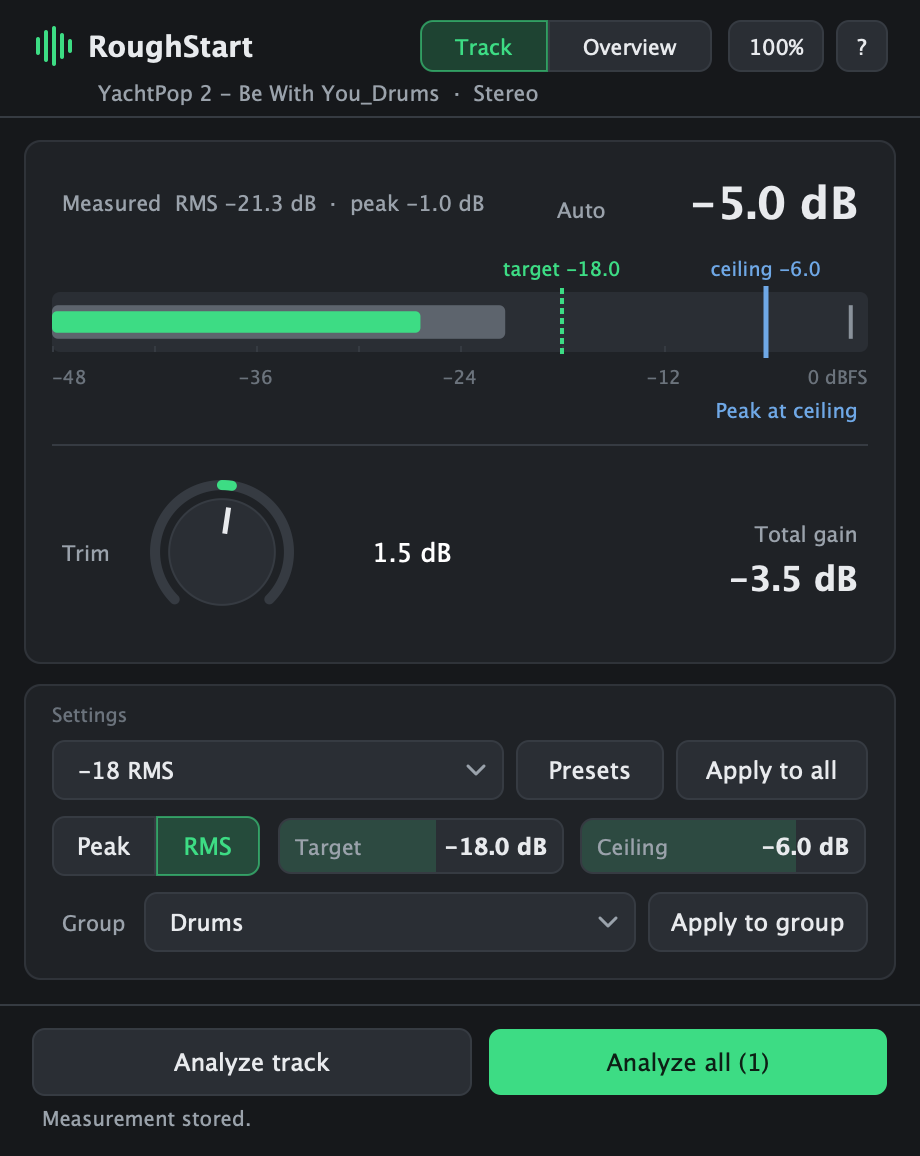 RoughStart
Track
Overview
100%
?
YachtPop 2 – Be With You_Drums · Stereo
Measured RMS −21.3 dB · peak −1.0 dB
Auto
−5.0 dB
target −18.0
ceiling −6.0
−48
−36
−24
−12
0 dBFS
Peak at ceiling
Trim
1.5 dB
Total gain
−3.5 dB
Settings
−18 RMS
Presets
Apply to all
Peak
RMS
Target
−18.0 dB
Ceiling
−6.0 dB
Group
Drums
Apply to group
Analyze track
Analyze all (1)
Measurement stored.